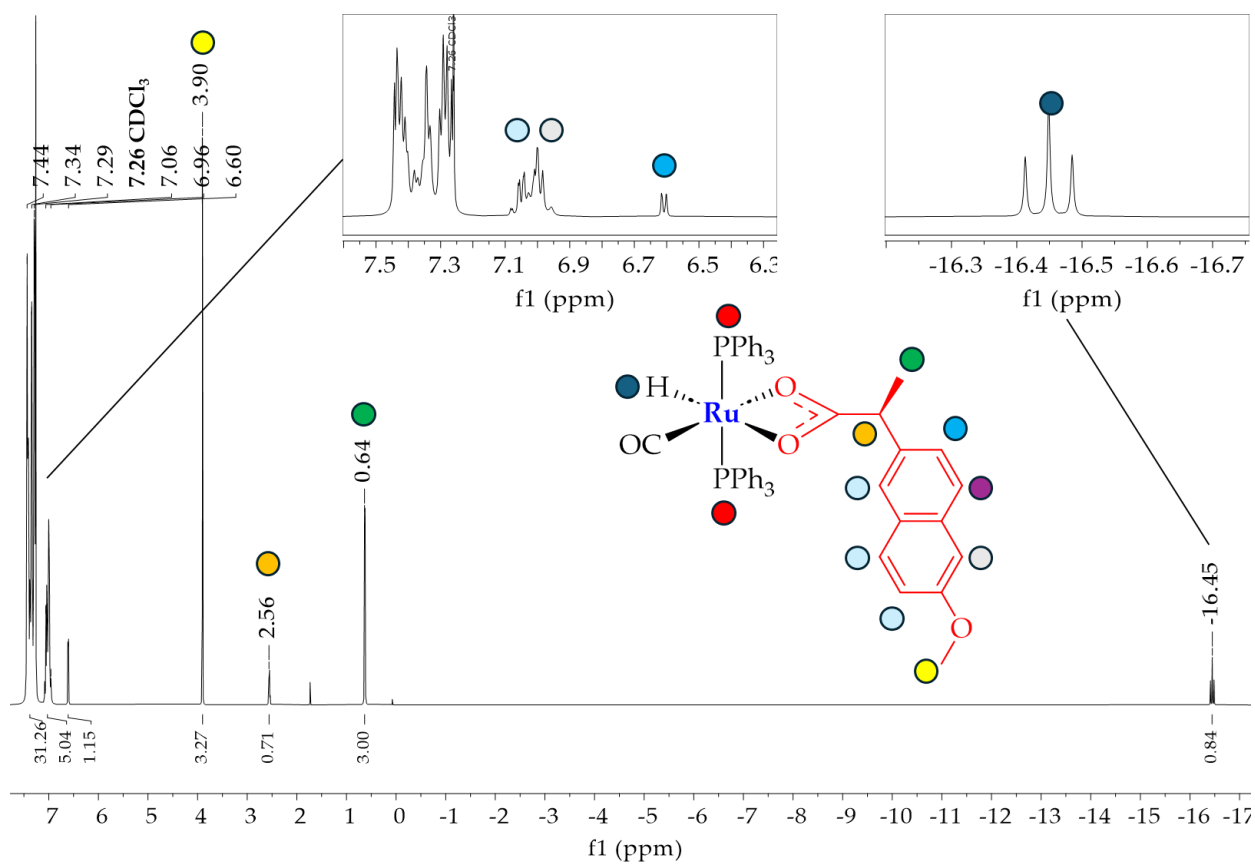 3.90
7.44
7.34
7.29
7.26 CDCl₃
7.06
6.96
6.60
7.26 CDCl3
7.5 7.3 7.1 6.9 6.7 6.5 6.3
f1 (ppm)
-16.3 -16.4 -16.5 -16.6 -16.7
f1 (ppm)
PPh₃
H
Ru
OC
O
O
PPh₃
O
0.64
2.56
-16.45
31.26
5.04
1.15
3.27
0.71
3.00
0.84
7 6 5 4 3 2 1 0 -1 -2 -3 -4 -5 -6 -7 -8 -9 -10 -11 -12 -13 -14 -15 -16 -17
f1 (ppm)